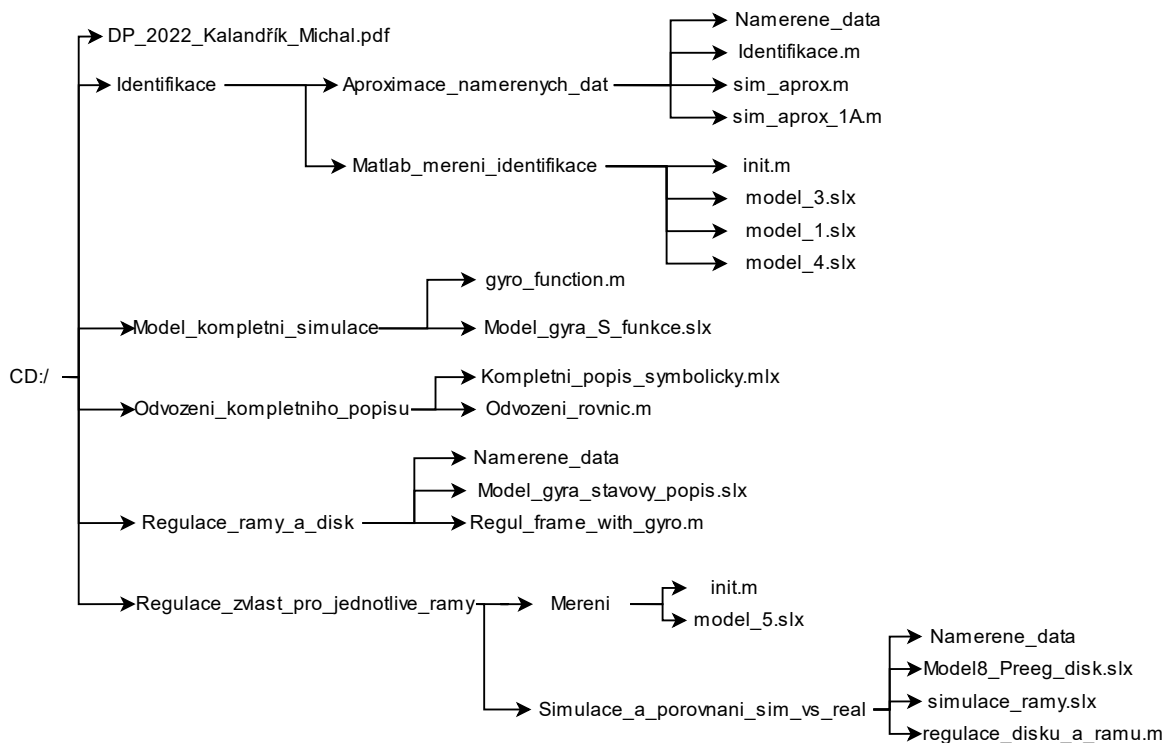 DP_2022_Kalandřík_Michal.pdf
Identifikace
Aproximace_namerenych_dat
Namerene_data
Identifikace.m
sim_aprox.m
sim_aprox_1A.m
Matlab_mereni_identifikace
init.m
model_3.slx
model_1.slx
model_4.slx
Model_kompletni_simulace
gyro_function.m
Model_gyra_S_funkce.slx
CD:/
Odvozeni_kompletniho_popisu
Kompletni_popis_symbolicky.mlx
Odvozeni_rovnic.m
Regulace_ramy_a_disk
Namerene_data
Model_gyra_stavovy_popis.slx
Regul_frame_with_gyro.m
Regulace_zvlast_pro_jednotlive_ramy
Mereni
init.m
model_5.slx
Simulace_a_porovnani_sim_vs_real
Namerene_data
Model8_Preeg_disk.slx
simulace_ramy.slx
regulace_disku_a_ramu.m